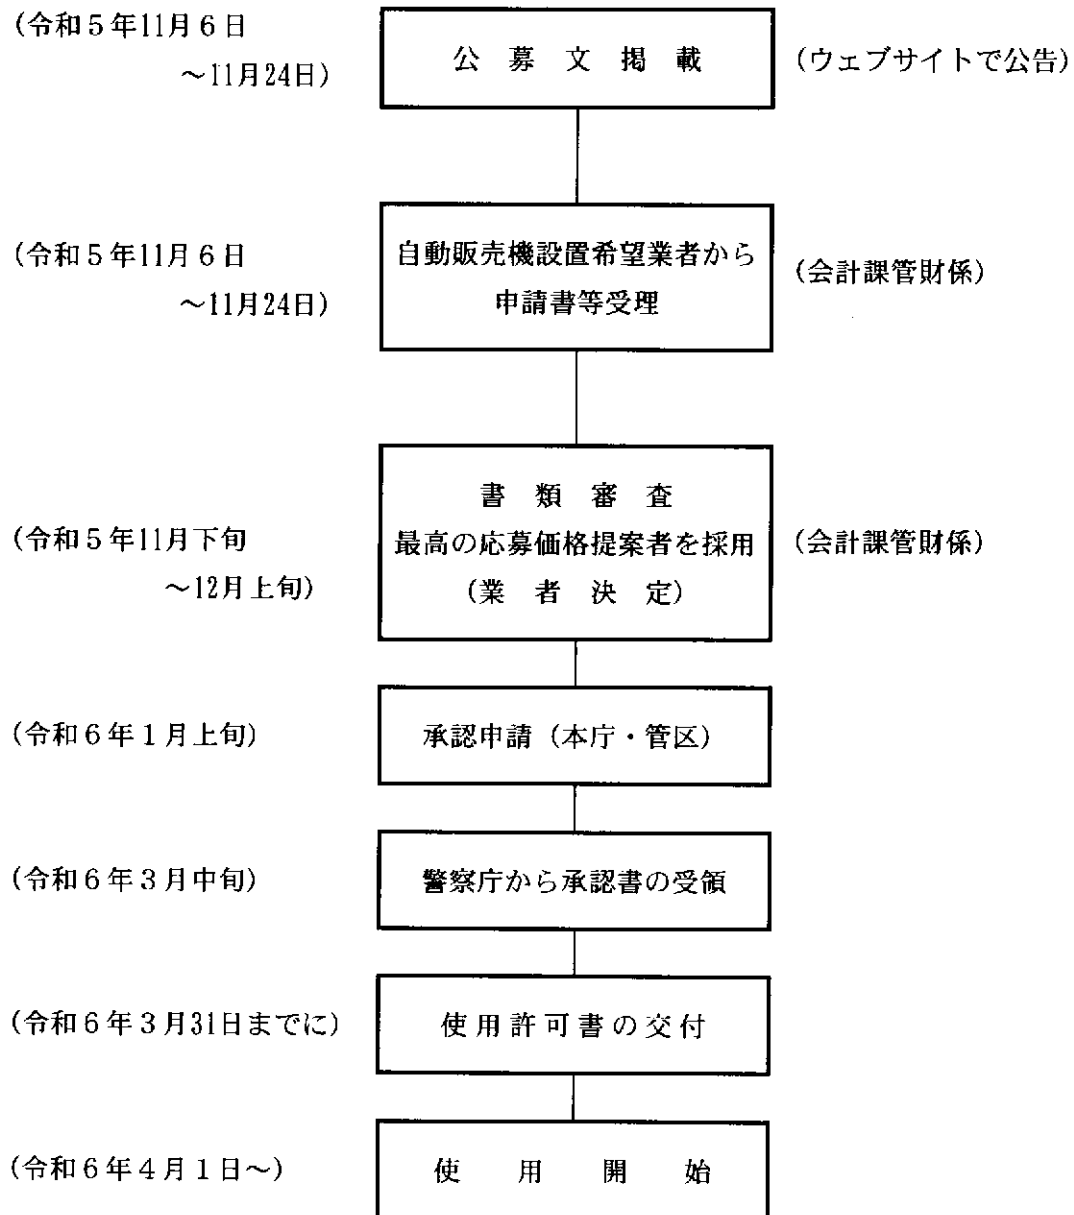 (令和5年11月6日
～11月24日)
公募文掲載
(ウェブサイトで公告)
(令和5年11月6日
～11月24日)
自動販売機設置希望業者から
申請書等受理
(会計課管財係)
(令和5年11月下旬
～12月上旬)
書類審査
最高の応募価格提案者を採用
(業者決定)
(会計課管財係)
(令和6年1月上旬)
承認申請（本庁・管区）
(令和6年3月中旬)
警察庁から承認書の受領
(令和6年3月31日までに)
使用許可書の交付
(令和6年4月1日～)
使用開始